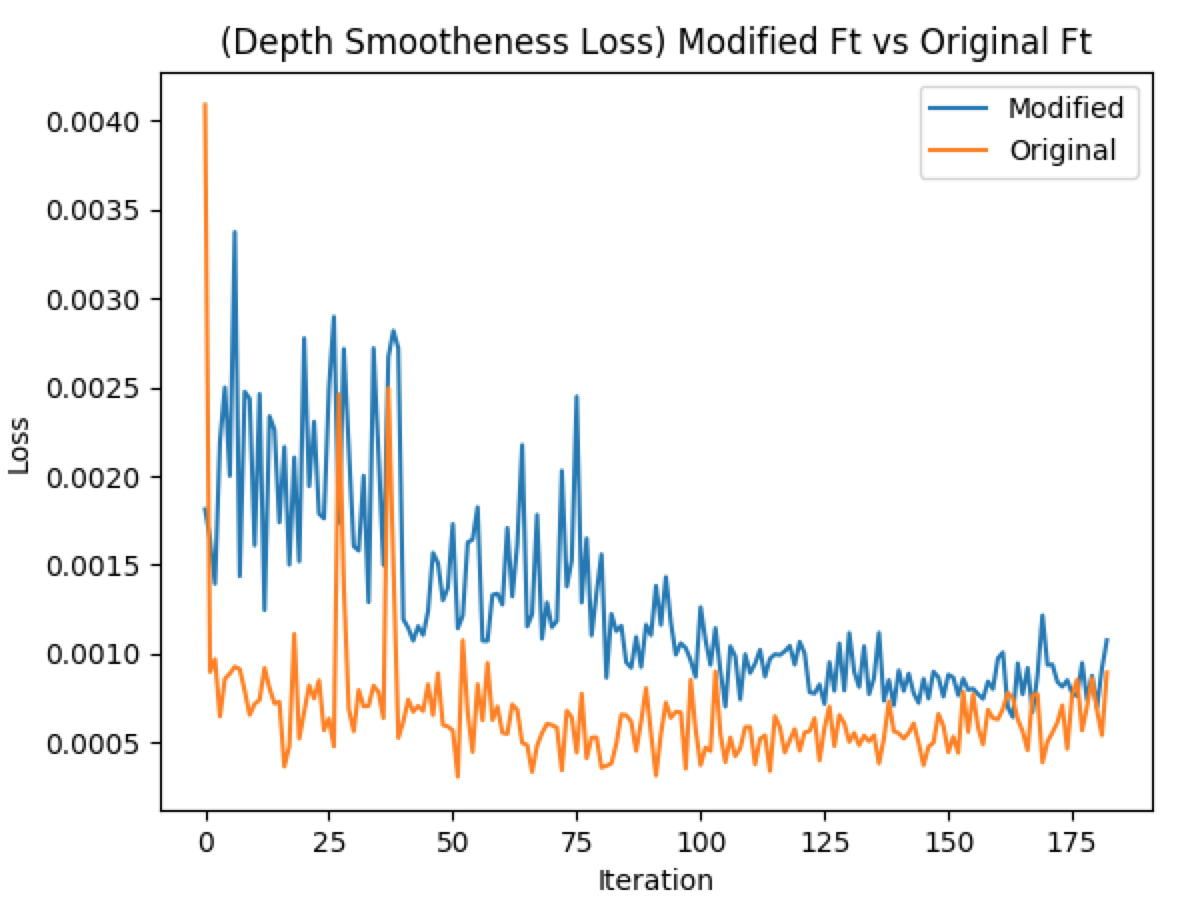 (Depth Smootheness Loss) Modified Ft vs Original Ft
Modified
Original
0.0040
0.0035
0.0030
0.0025
0.0020
0.0015
0.0010
0.0005
Loss
0 25 50 75 100 125 150 175
Iteration